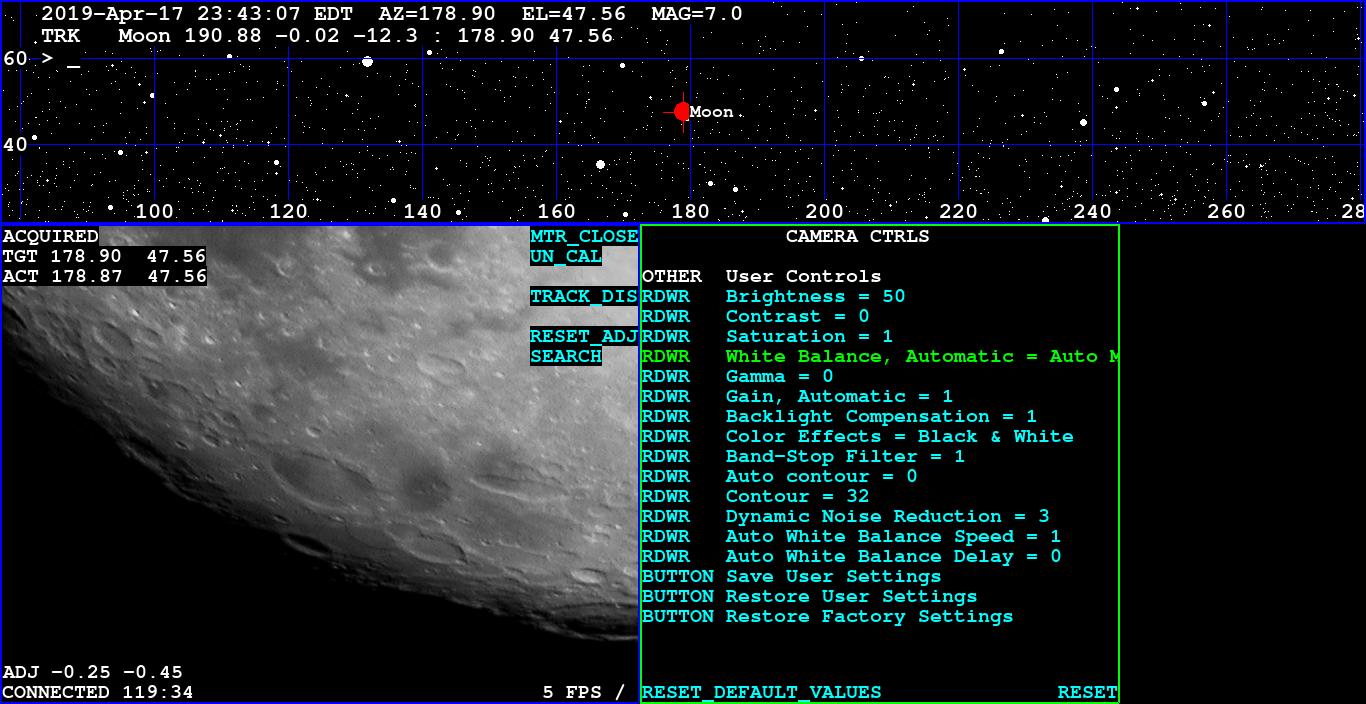 2019-Apr-17 23:43:07 EDT  AZ=178.90  EL=47.56  MAG=7.0
TRK   Moon 190.88 -0.02 -12.3 : 178.90 47.56
60 > _
Moon
40
100 120 140 160 180 200 220 240 260 28
ACQUIRED
TGT 178.90  47.56
ACT 178.87  47.56
MTR_CLOSE
UN_CAL
TRACK_DIS
RESET_ADJ
SEARCH
ADJ -0.25 -0.45
CONNECTED 119:34
5 FPS /
CAMERA CTRLS
OTHER  User Controls
RDWR   Brightness = 50
RDWR   Contrast = 0
RDWR   Saturation = 1
RDWR   White Balance, Automatic = Auto M
RDWR   Gamma = 0
RDWR   Gain, Automatic = 1
RDWR   Backlight Compensation = 1
RDWR   Color Effects = Black & White
RDWR   Band-Stop Filter = 1
RDWR   Auto contour = 0
RDWR   Contour = 32
RDWR   Dynamic Noise Reduction = 3
RDWR   Auto White Balance Speed = 1
RDWR   Auto White Balance Delay = 0
BUTTON Save User Settings
BUTTON Restore User Settings
BUTTON Restore Factory Settings
RESET_DEFAULT_VALUES RESET